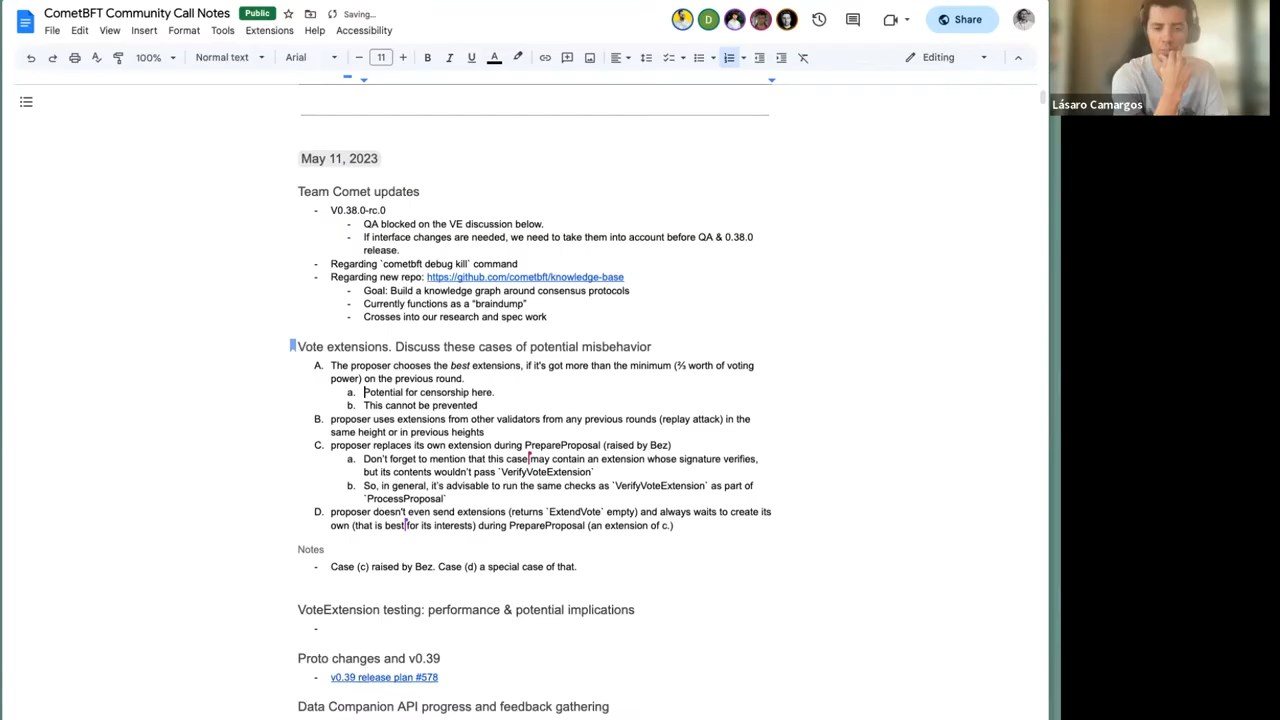 CometBFT Community Call Notes Public Saving...
File Edit View Insert Format Tools Extensions Help Accessibility
D
Share
100% Normal text Arial 11 B I U A Editing
Lásaro Camargos
May 11, 2023
Team Comet updates
- V0.38.0-rc.0
- QA blocked on the VE discussion below.
- If interface changes are needed, we need to take them into account before QA & 0.38.0
release.
- Regarding `cometbft debug kill` command
- Regarding new repo: https://github.com/cometbft/knowledge-base
- Goal: Build a knowledge graph around consensus protocols
- Currently functions as a “braindump”
- Crosses into our research and spec work
Vote extensions. Discuss these cases of potential misbehavior
A. The proposer chooses the best extensions, if it's got more than the minimum (⅔ worth of voting
power) on the previous round.
a. Potential for censorship here.
b. This cannot be prevented
B. proposer uses extensions from other validators from any previous rounds (replay attack) in the
same height or in previous heights
C. proposer replaces its own extension during PrepareProposal (raised by Bez)
a. Don’t forget to mention that this case may contain an extension whose signature verifies,
but its contents wouldn’t pass `VerifyVoteExtension`
b. So, in general, it’s advisable to run the same checks as `VerifyVoteExtension` as part of
`ProcessProposal`
D. proposer doesn't even send extensions (returns `ExtendVote` empty) and always waits to create its
own (that is best for its interests) during PrepareProposal (an extension of c.)
Notes
- Case (c) raised by Bez. Case (d) a special case of that.
VoteExtension testing: performance & potential implications
-
Proto changes and v0.39
- v0.39 release plan #578
Data Companion API progress and feedback gathering